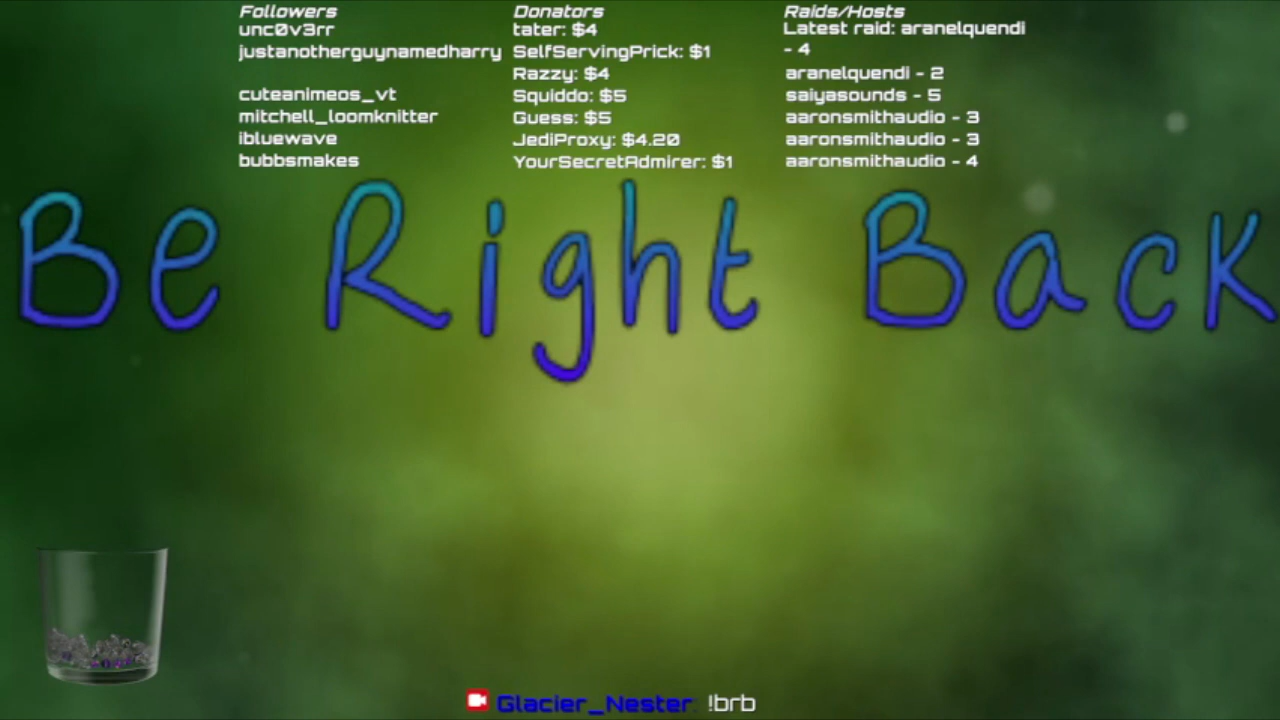 Followers
unc0v3rr
justanotherguynamedharry
cuteanimeos_vt
mitchell_loomknitter
ibluewave
bubbsmakes
Donators
tater: $4
SelfServingPrick: $1
Razzy: $4
Squiddo: $5
Guess: $5
JediProxy: $4.20
YourSecretAdmirer: $1
Raids/Hosts
Latest raid: aranelquendi
- 4
aranelquendi - 2
saiyasounds - 5
aaronsmithaudio - 3
aaronsmithaudio - 3
aaronsmithaudio - 4
Be Right Back
Glacier_Nester: !brb